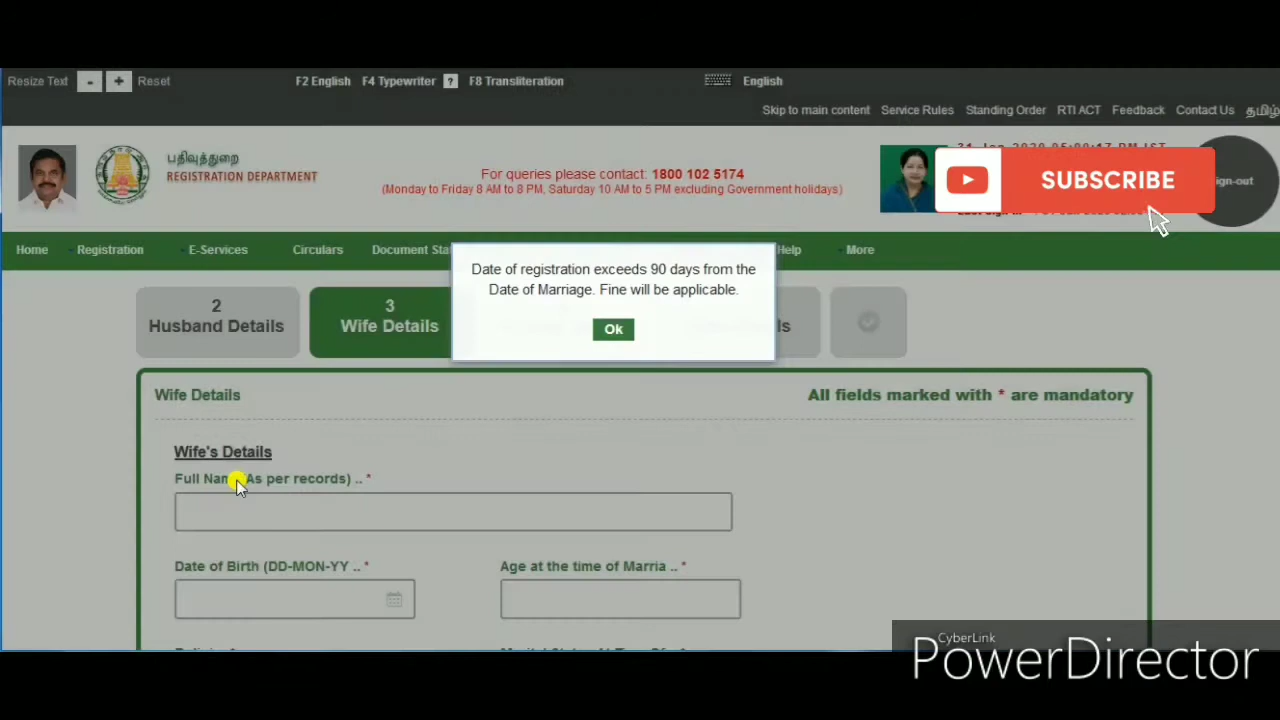 Resize Text - + Reset F2 English F4 Typewriter ? F8 Transliteration English
Skip to main content Service Rules Standing Order RTI ACT Feedback Contact Us தமிழ்
பதிவுத்துறை
REGISTRATION DEPARTMENT
For queries please contact: 1800 102 5174
(Monday to Friday 8 AM to 8 PM, Saturday 10 AM to 5 PM excluding Government holidays)
SUBSCRIBE
ign-out
Home Registration E-Services Circulars Document Sta Help More
Date of registration exceeds 90 days from the
Date of Marriage. Fine will be applicable.
Ok
2
Husband Details
3
Wife Details
ls
Wife Details All fields marked with * are mandatory
Wife's Details
Full Nam As per records) .. *
Date of Birth (DD-MON-YY .. * Age at the time of Marria .. *
CyberLink
PowerDirector